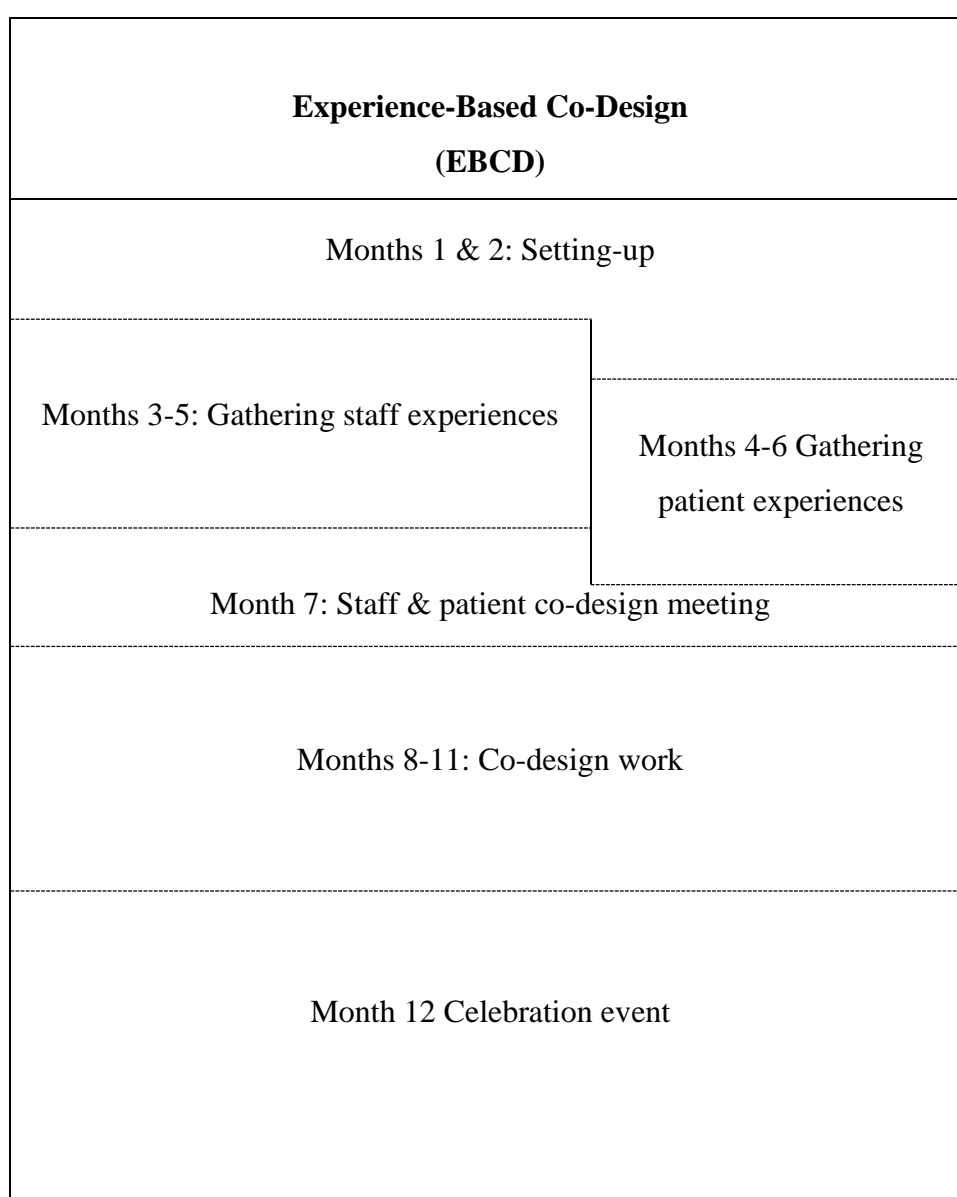 Experience-Based Co-Design
(EBCD)
Months 1 & 2: Setting-up
Months 3-5: Gathering staff experiences
Months 4-6 Gathering
patient experiences
Month 7: Staff & patient co-design meeting
Months 8-11: Co-design work
Month 12 Celebration event